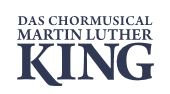 DAS CHORMUSICAL
MARTIN LUTHER
KING